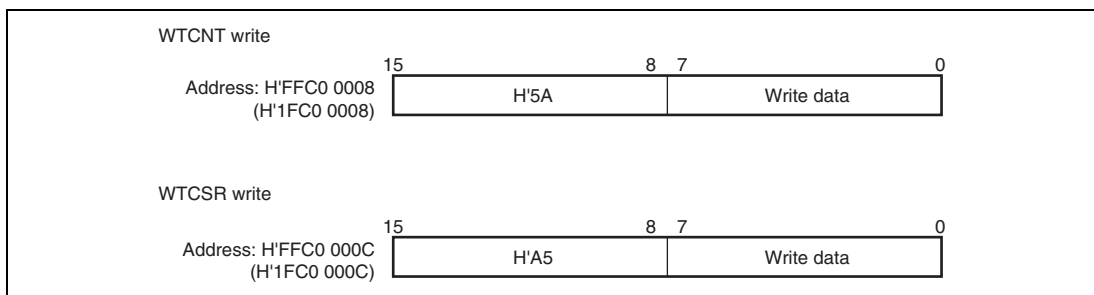 WTCNT write
15 8 7 0
Address: H'FFC0 0008 H'5A Write data
(H'1FC0 0008)
WTCSR write
15 8 7 0
Address: H'FFC0 000C H'A5 Write data
(H'1FC0 000C)